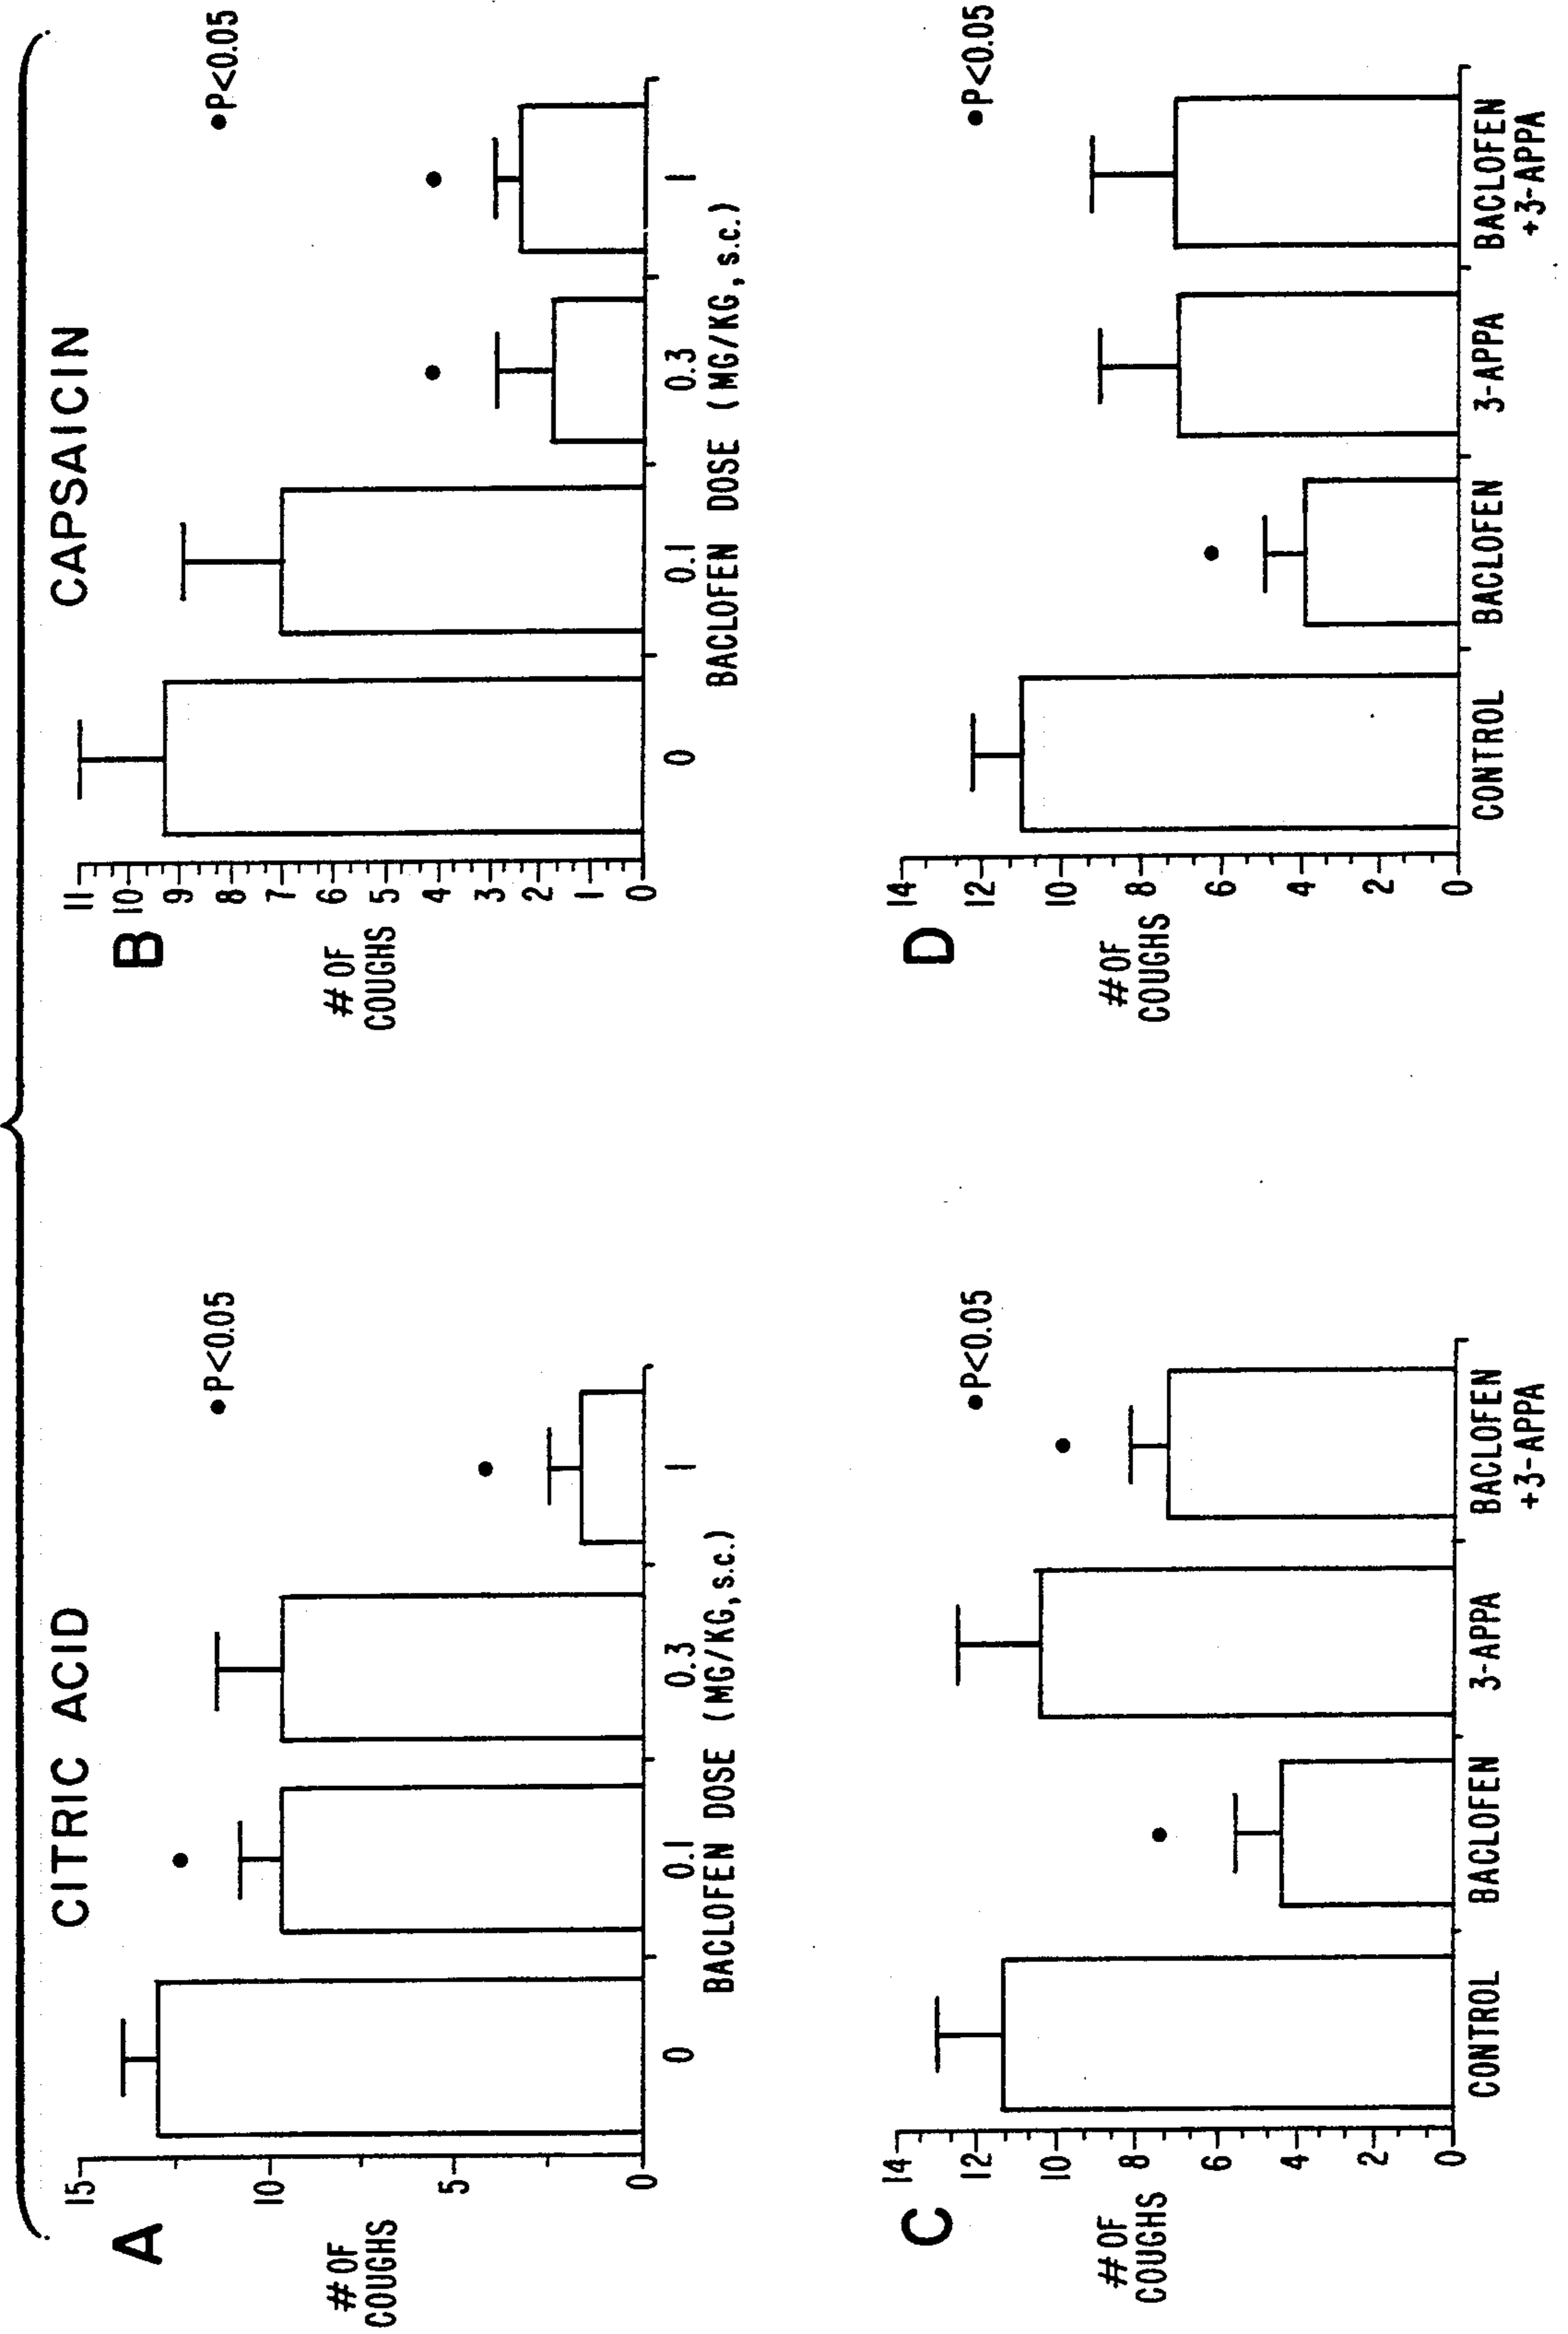 CITRIC ACID
A
# OF
COUGHS
15
10
5
0
● P<0.05
0 0.1 0.3 1
BACLOFEN DOSE (MG/KG, s.c.)
CAPSAICIN
B
# OF
COUGHS
11
10
9
8
7
6
5
4
3
2
1
0
● P<0.05
0 0.1 0.3 1
BACLOFEN DOSE (MG/KG, s.c.)
C
# OF
COUGHS
14
12
10
8
6
4
2
0
● P<0.05
CONTROL BACLOFEN 3-APPA BACLOFEN
+3-APPA
D
# OF
COUGHS
14
12
10
8
6
4
2
0
● P<0.05
CONTROL BACLOFEN 3-APPA BACLOFEN
+3-APPA